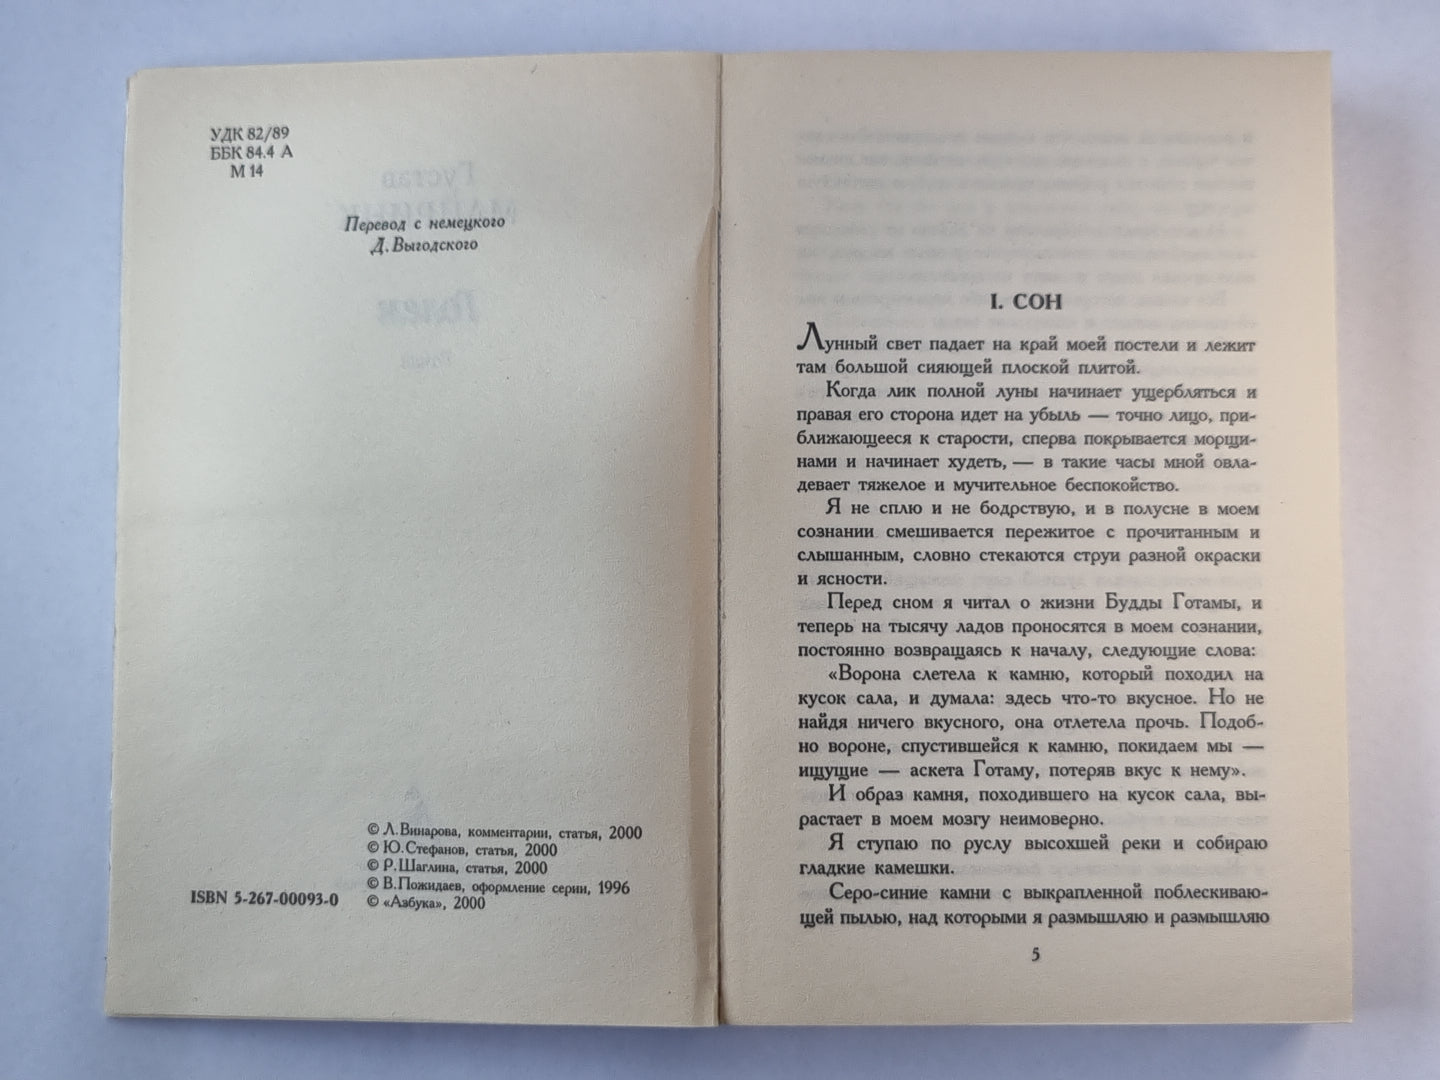 УДК 82/89
ББК 84.4 А
М 14
Перевод с немецкого
Д. Выгодского
© Л. Винарова, комментарии, статья, 2000
© Ю. Стефанов, статья, 2000
© Р. Шаглина, статья, 2000
© В. Пожидаев, оформление серии, 1996
ISBN 5-267-00093-0
© «Азбука», 2000
I. СОН
Лунный свет падает на край моей постели и лежит
там большой сияющей плоской плитой.
Когда лик полной луны начинает ущербляться и
правая его сторона идет на убыль — точно лицо, при-
ближающееся к старости, сперва покрывается морщи-
нами и начинает худеть, — в такие часы мной овла-
девает тяжелое и мучительное беспокойство.
Я не сплю и не бодрствую, и в полусне в моем
сознании смешивается пережитое с прочитанным и
слышанным, словно стекаются струи разной окраски
и ясности.
Перед сном я читал о жизни Будды Готамы, и
теперь на тысячу ладов проносятся в моем сознании,
постоянно возвращаясь к началу, следующие слова:
«Ворона слетела к камню, который походил на
кусок сала, и думала: здесь что-то вкусное. Но не
найдя ничего вкусного, она отлетела прочь. Подоб-
но вороне, спустившейся к камню, покидаем мы —
ищущие — аскета Готаму, потеряв вкус к нему».
И образ камня, походившего на кусок сала, вы-
растает в моем мозгу неимоверно.
Я ступаю по руслу высохшей реки и собираю
гладкие камешки.
Серо-синие камни с выкрапленной поблескиваю-
щей пылью, над которыми я размышляю и размышляю
5